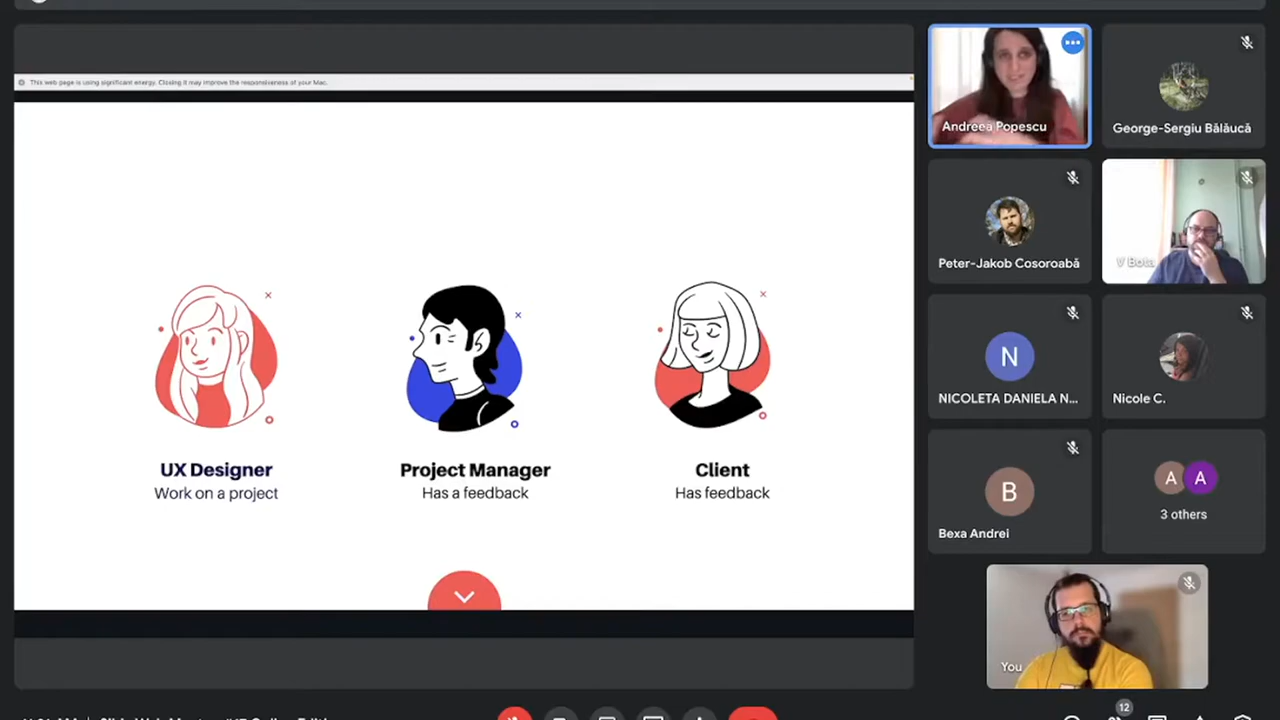 This web page is using significant energy. Closing it may improve the responsiveness of your Mac.
UX Designer
Work on a project
Project Manager
Has a feedback
Client
Has feedback
Andreea Popescu
George-Sergiu Bălăucă
Peter-Jakob Cosoroabă
V Bota
N
NICOLETA DANIELA N...
Nicole C.
B
Bexa Andrei
A A
3 others
You
12